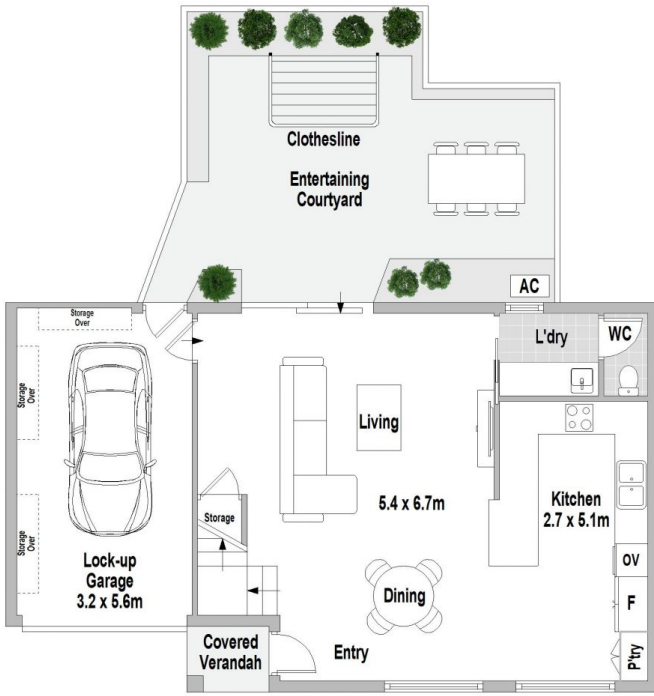 Clothesline
Entertaining
Courtyard
AC
Storage
Over
L'dry
WC
Storage
Over
Living
5.4 x 6.7m
Kitchen
2.7 x 5.1m
Storage
Storage
Over
OV
Lock-up
Garage
3.2 x 5.6m
Dining
F
Covered
Verandah
Entry
P'try